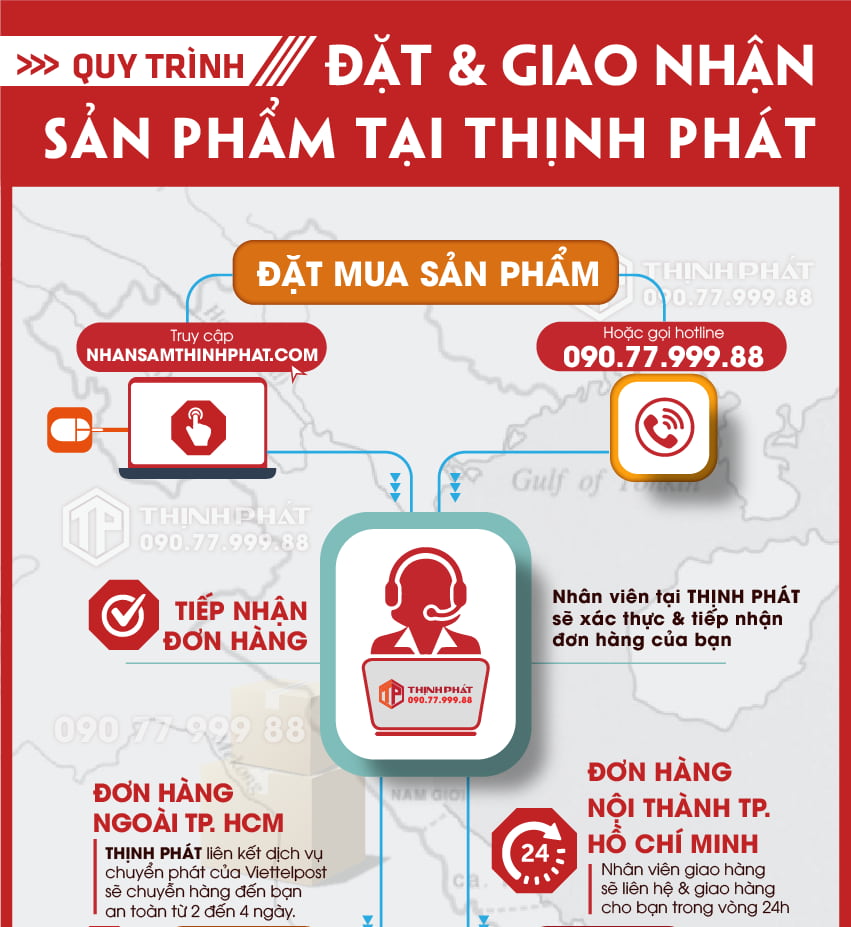 >>> QUY TRÌNH ĐẶT & GIAO NHẬN
SẢN PHẨM TẠI THỊNH PHÁT
ĐẶT MUA SẢN PHẨM
THỊNH PHÁT
090.77.999.88
Truy cập
NHANSAMTHINHPHAT.COM
Hoặc gọi hotline
090.77.999.88
Gulf of Tonkin
TP THỊNH PHÁT
090.77.999.88
TIẾP NHẬN
ĐƠN HÀNG
Nhân viên tại THỊNH PHÁT
sẽ xác thực & tiếp nhận
đơn hàng của bạn
TP THỊNH PHÁT
090.77.999.88
090 77 999 88
Mekong
NAM GIỚI
ĐƠN HÀNG
NGOÀI TP. HCM
THỊNH PHÁT liên kết dịch vụ
chuyển phát của Viettelpost
sẽ chuyển hàng đến bạn
an toàn từ 2 đến 4 ngày.
ĐƠN HÀNG
NỘI THÀNH TP.
HỒ CHÍ MINH
24
Nhân viên giao hàng
sẽ liên hệ & giao hàng
cho bạn trong vòng 24h